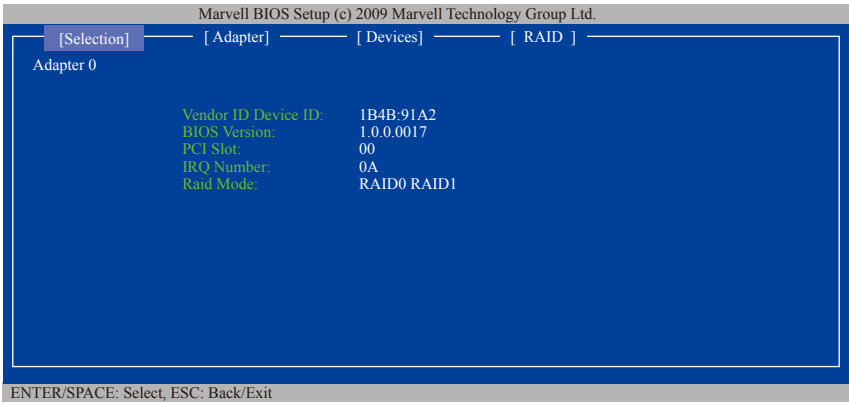 Marvell BIOS Setup (c) 2009 Marvell Technology Group Ltd.
[Selection] [ Adapter] [ Devices] [ RAID ]
Adapter 0
Vendor ID Device ID: 1B4B:91A2
BIOS Version: 1.0.0.0017
PCI Slot: 00
IRQ Number: 0A
Raid Mode: RAID0 RAID1
ENTER/SPACE: Select, ESC: Back/Exit